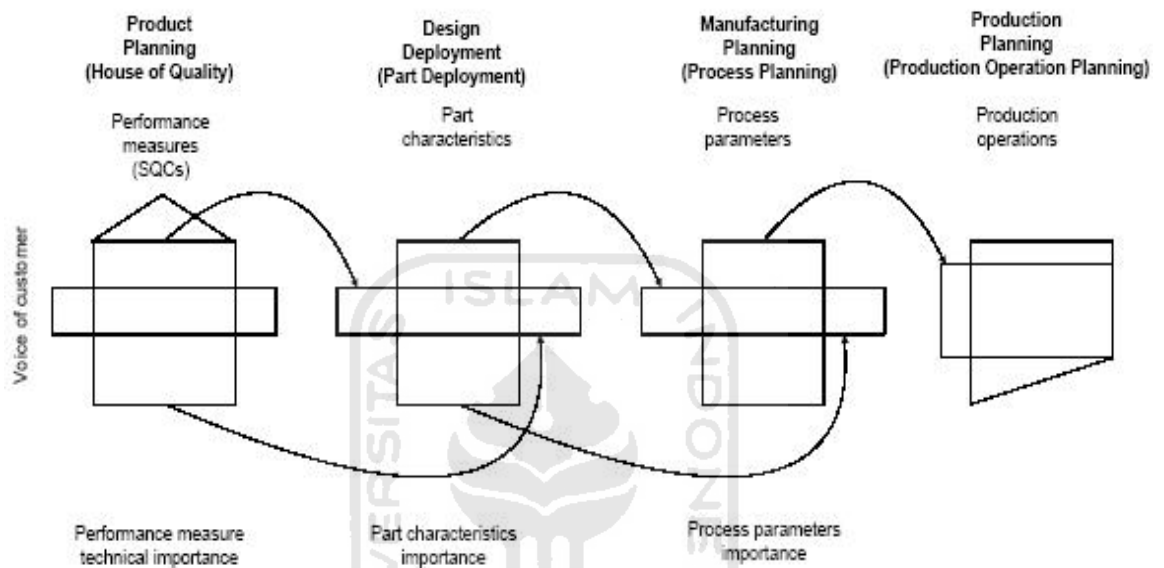 Product
Planning
(House of Quality)
Design
Deployment
(Part Deployment)
Manufacturing
Planning
(Process Planning)
Production
Planning
(Production Operation Planning)
Performance
measures
(SQCs)
Part
characteristics
Process
parameters
Production
operations
Voice of customer
ISLAM
VERSITAS
INDONE
Performance measure
technical importance
Part characteristics
importance
Process parameters
importance